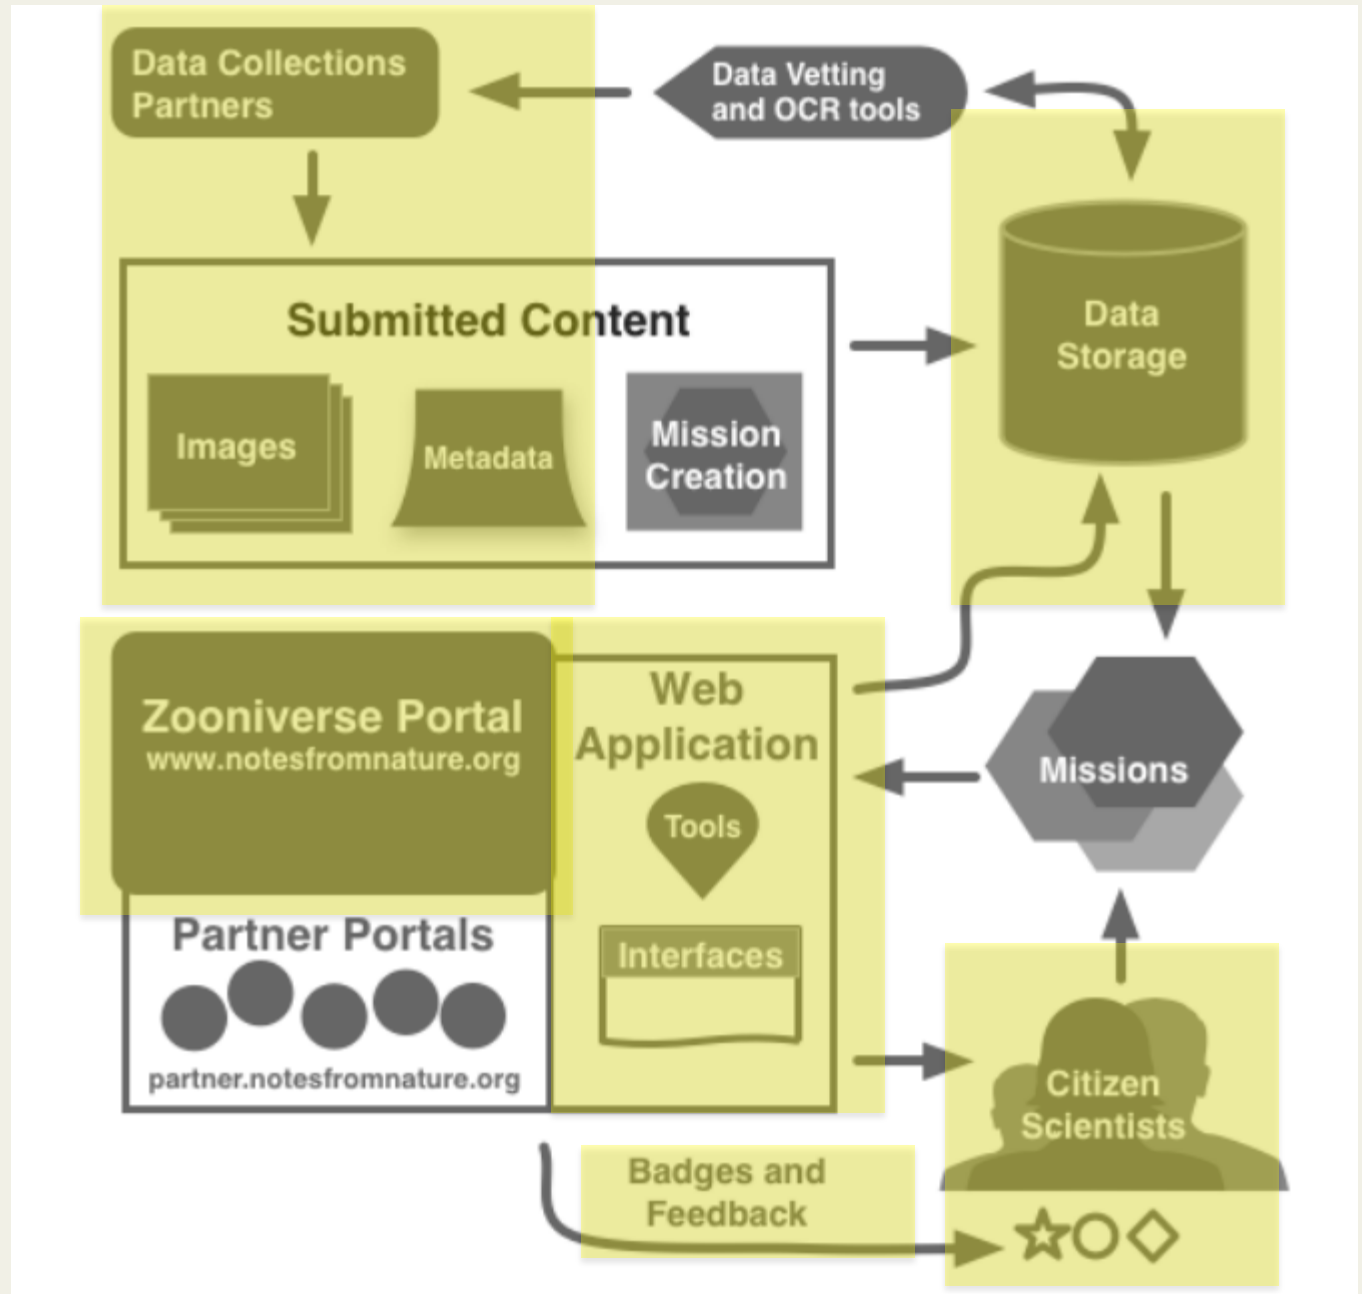 Data Collections
Partners
Data Vetting
and OCR tools
Submitted Content
Images
Metadata
Mission
Creation
Data
Storage
Zooniverse Portal
www.notesfromnature.org
Web
Application
Tools
Interfaces
Missions
Partner Portals
partner.notesfromnature.org
Citizen
Scientists
Badges and
Feedback